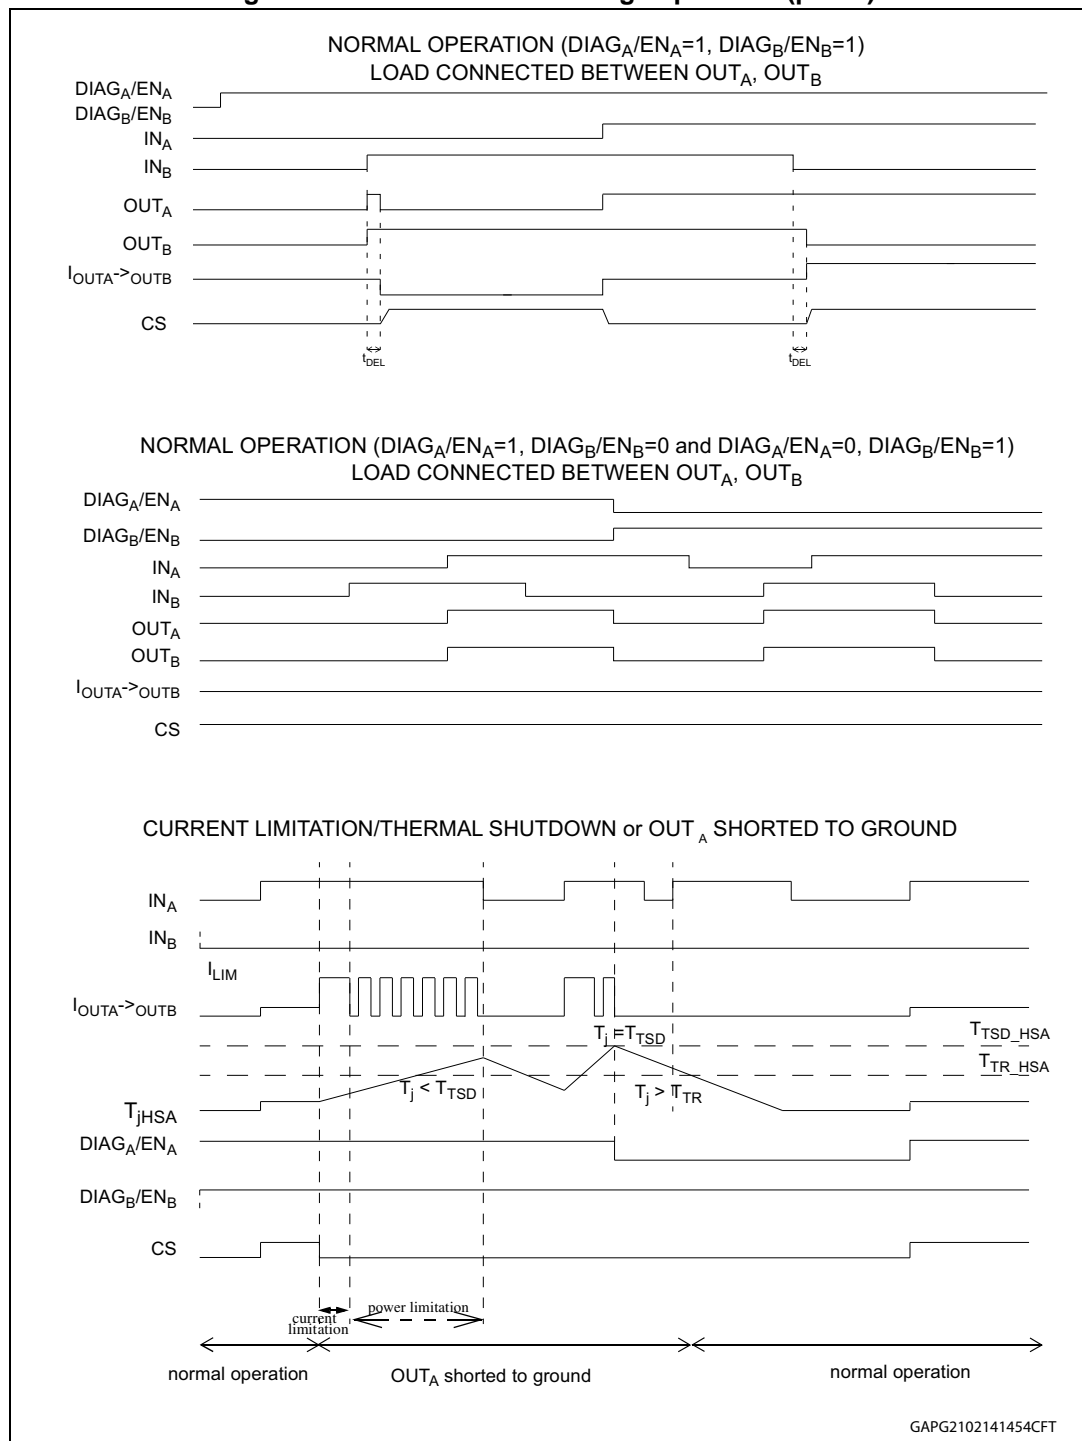 NORMAL OPERATION (DIAGA/ENA=1, DIAGB/ENB=1)
LOAD CONNECTED BETWEEN OUTA, OUTB
DIAGA/ENA
DIAGB/ENB
INA
INB
OUTA
OUTB
IOUTA->OUTB
CS
tDEL
tDEL
NORMAL OPERATION (DIAGA/ENA=1, DIAGB/ENB=0 and DIAGA/ENA=0, DIAGB/ENB=1)
LOAD CONNECTED BETWEEN OUTA, OUTB
DIAGA/ENA
DIAGB/ENB
INA
INB
OUTA
OUTB
IOUTA->OUTB
CS
CURRENT LIMITATION/THERMAL SHUTDOWN or OUT A SHORTED TO GROUND
INA
INB
ILIM
IOUTA->OUTB
Tj =TTSD
TTSD_HSA
TTR_HSA
Tj < TTSD
Tj > TTR
TjHSA
DIAGA/ENA
DIAGB/ENB
CS
current
limitation
power limitation
normal operation
OUTA shorted to ground
normal operation
GAPG2102141454CFT